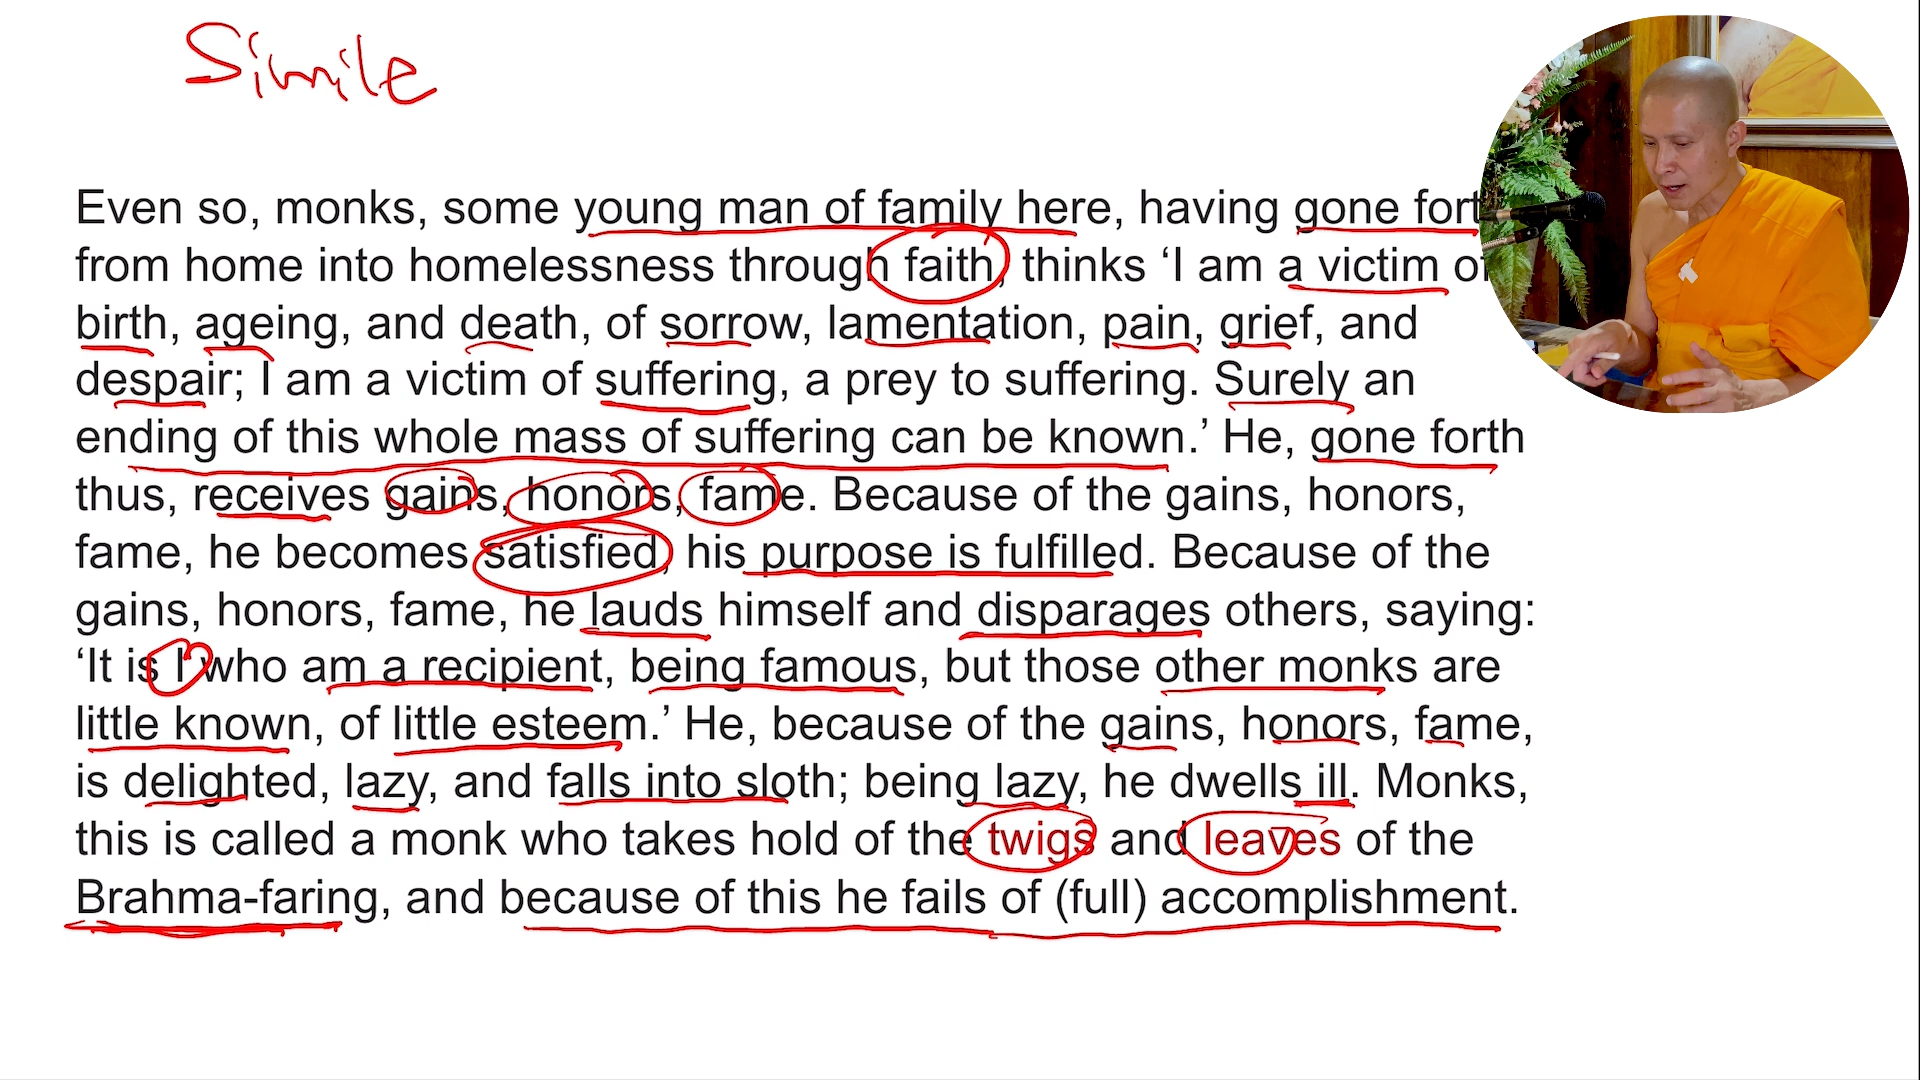 Simile
Even so, monks, some young man of family here, having gone fort
from home into homelessness through faith, thinks ‘I am a victim of
birth, ageing, and death, of sorrow, lamentation, pain, grief, and
despair; I am a victim of suffering, a prey to suffering. Surely an
ending of this whole mass of suffering can be known.’ He, gone forth
thus, receives gains, honors, fame. Because of the gains, honors,
fame, he becomes satisfied, his purpose is fulfilled. Because of the
gains, honors, fame, he lauds himself and disparages others, saying:
‘It is I who am a recipient, being famous, but those other monks are
little known, of little esteem.’ He, because of the gains, honors, fame,
is delighted, lazy, and falls into sloth; being lazy, he dwells ill. Monks,
this is called a monk who takes hold of the twigs and leaves of the
Brahma-faring, and because of this he fails of (full) accomplishment.